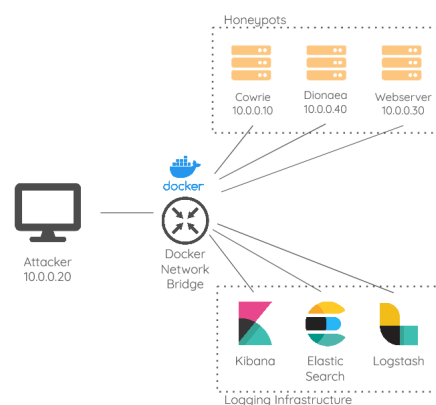 Honeypots
Cowrie
10.0.0.10
Dionaea
10.0.0.40
Webserver
10.0.0.30
docker
Attacker
10.0.0.20
Docker
Network
Bridge
Kibana
Elastic
Search
Logstash
Logging Infrastructure